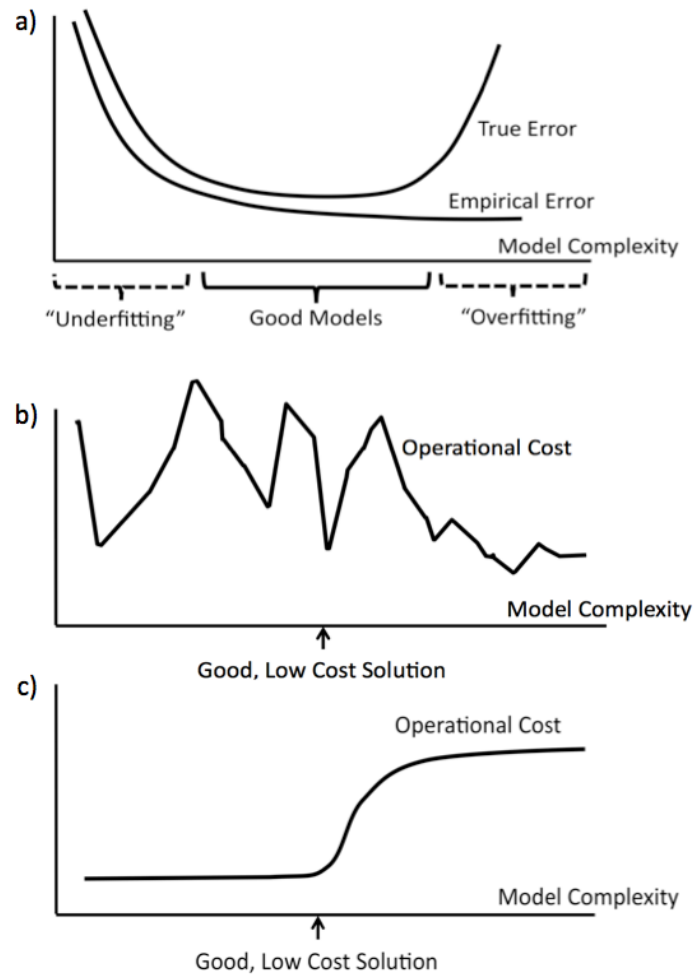 a)
True Error
Empirical Error
Model Complexity
“Underfitting”
Good Models
“Overfitting”
b)
Operational Cost
Model Complexity
Good, Low Cost Solution
c)
Operational Cost
Model Complexity
Good, Low Cost Solution